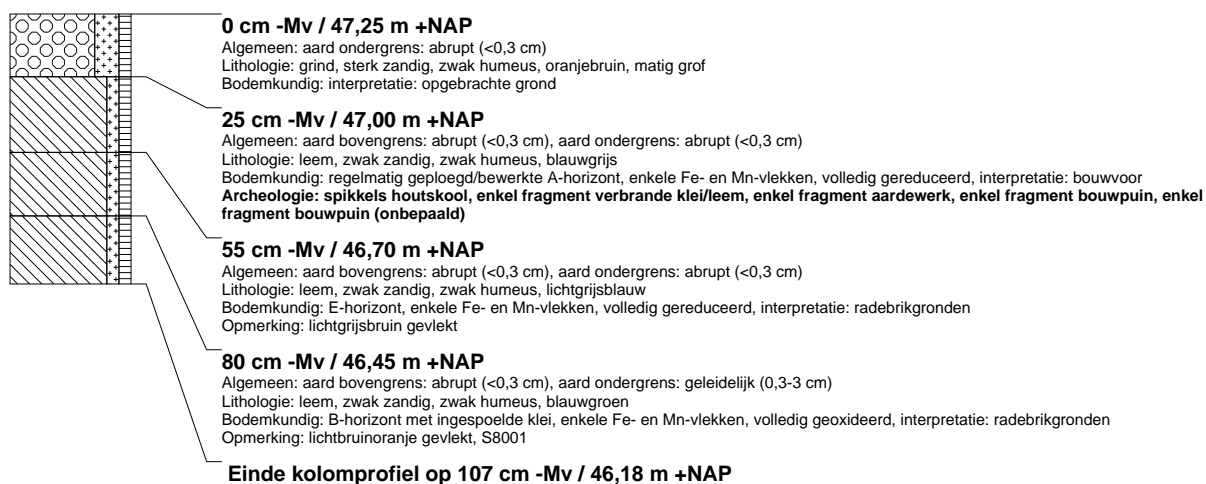 0 cm -Mv / 47,25 m +NAP
Algemeen: aard ondergrens: abrupt (<0,3 cm)
Lithologie: grind, sterk zandig, zwak humeus, oranjebruin, matig grof
Bodemkundig: interpretatie: opgebrachte grond
25 cm -Mv / 47,00 m +NAP
Algemeen: aard bovengrens: abrupt (<0,3 cm), aard ondergrens: abrupt (<0,3 cm)
Lithologie: leem, zwak zandig, zwak humeus, blauwgrijs
Bodemkundig: regelmatig geploegd/bewerkte A-horizont, enkele Fe- en Mn-vlekken, volledig gereduceerd, interpretatie: bouwvoor
Archeologie: spikkels houtskool, enkel fragment verbrande klei/leem, enkel fragment aardewerk, enkel fragment bouwpuin, enkel
fragment bouwpuin (onbepaald)
55 cm -Mv / 46,70 m +NAP
Algemeen: aard bovengrens: abrupt (<0,3 cm), aard ondergrens: abrupt (<0,3 cm)
Lithologie: leem, zwak zandig, zwak humeus, lichtgrijsblauw
Bodemkundig: E-horizont, enkele Fe- en Mn-vlekken, volledig gereduceerd, interpretatie: radebrikgronden
Opmerking: lichtgrijsbruin gevlekt
80 cm -Mv / 46,45 m +NAP
Algemeen: aard bovengrens: abrupt (<0,3 cm), aard ondergrens: geleidelijk (0,3-3 cm)
Lithologie: leem, zwak zandig, zwak humeus, blauwgroen
Bodemkundig: B-horizont met ingespoelde klei, enkele Fe- en Mn-vlekken, volledig geoxideerd, interpretatie: radebrikgronden
Opmerking: lichtbruinoranje gevlekt, S8001
Einde kolomprofiel op 107 cm -Mv / 46,18 m +NAP